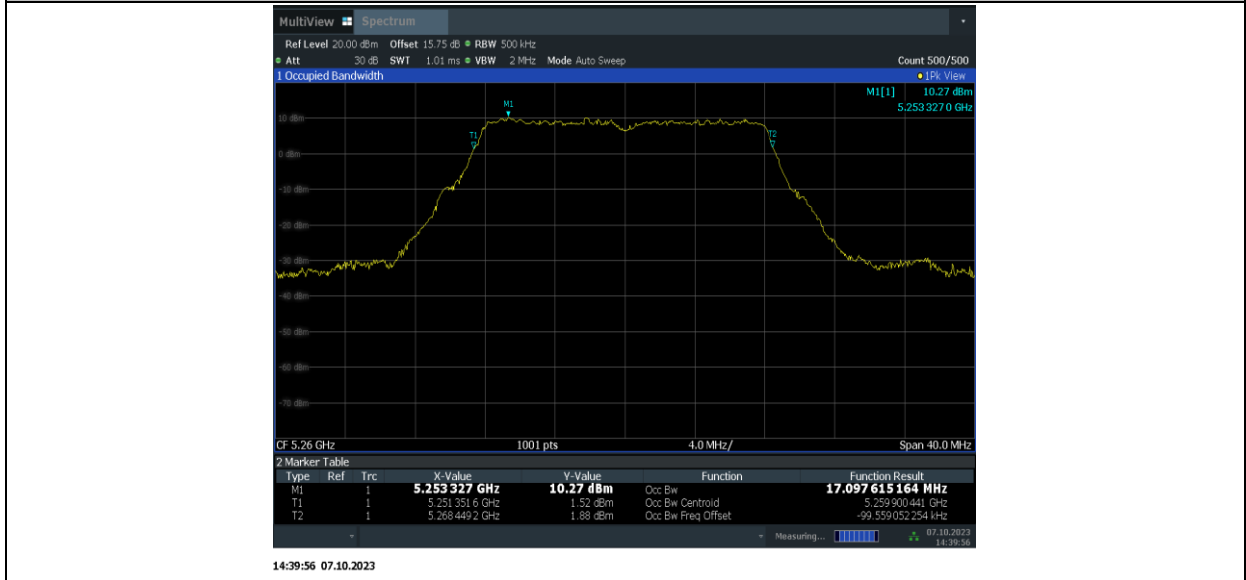 MultiView Spectrum
Ref Level 20.00 dBm Offset 15.75 dB RBW 500 kHz
Att 30 dB SWT 1.01 ms VBW 2 MHz Mode Auto Sweep Count 500/500
1 Occupied Bandwidth 1Pk View
M1[1] 10.27 dBm
5.253 327 0 GHz
M1
10 dBm
T1 T2
0 dBm
-10 dBm
-20 dBm
-30 dBm
-40 dBm
-50 dBm
-60 dBm
-70 dBm
CF 5.26 GHz 1001 pts 4.0 MHz/ Span 40.0 MHz
2 Marker Table
Type Ref Trc X-Value Y-Value Function Function Result
M1 1 5.253 327 GHz 10.27 dBm Occ Bw 17.097 615 164 MHz
T1 1 5.251 351 6 GHz 1.52 dBm Occ Bw Centroid 5.259 900 441 GHz
T2 1 5.268 449 2 GHz 1.88 dBm Occ Bw Freq Offset -99.559 052 254 kHz
Measuring... 07.10.2023
14:39:56
14:39:56 07.10.2023